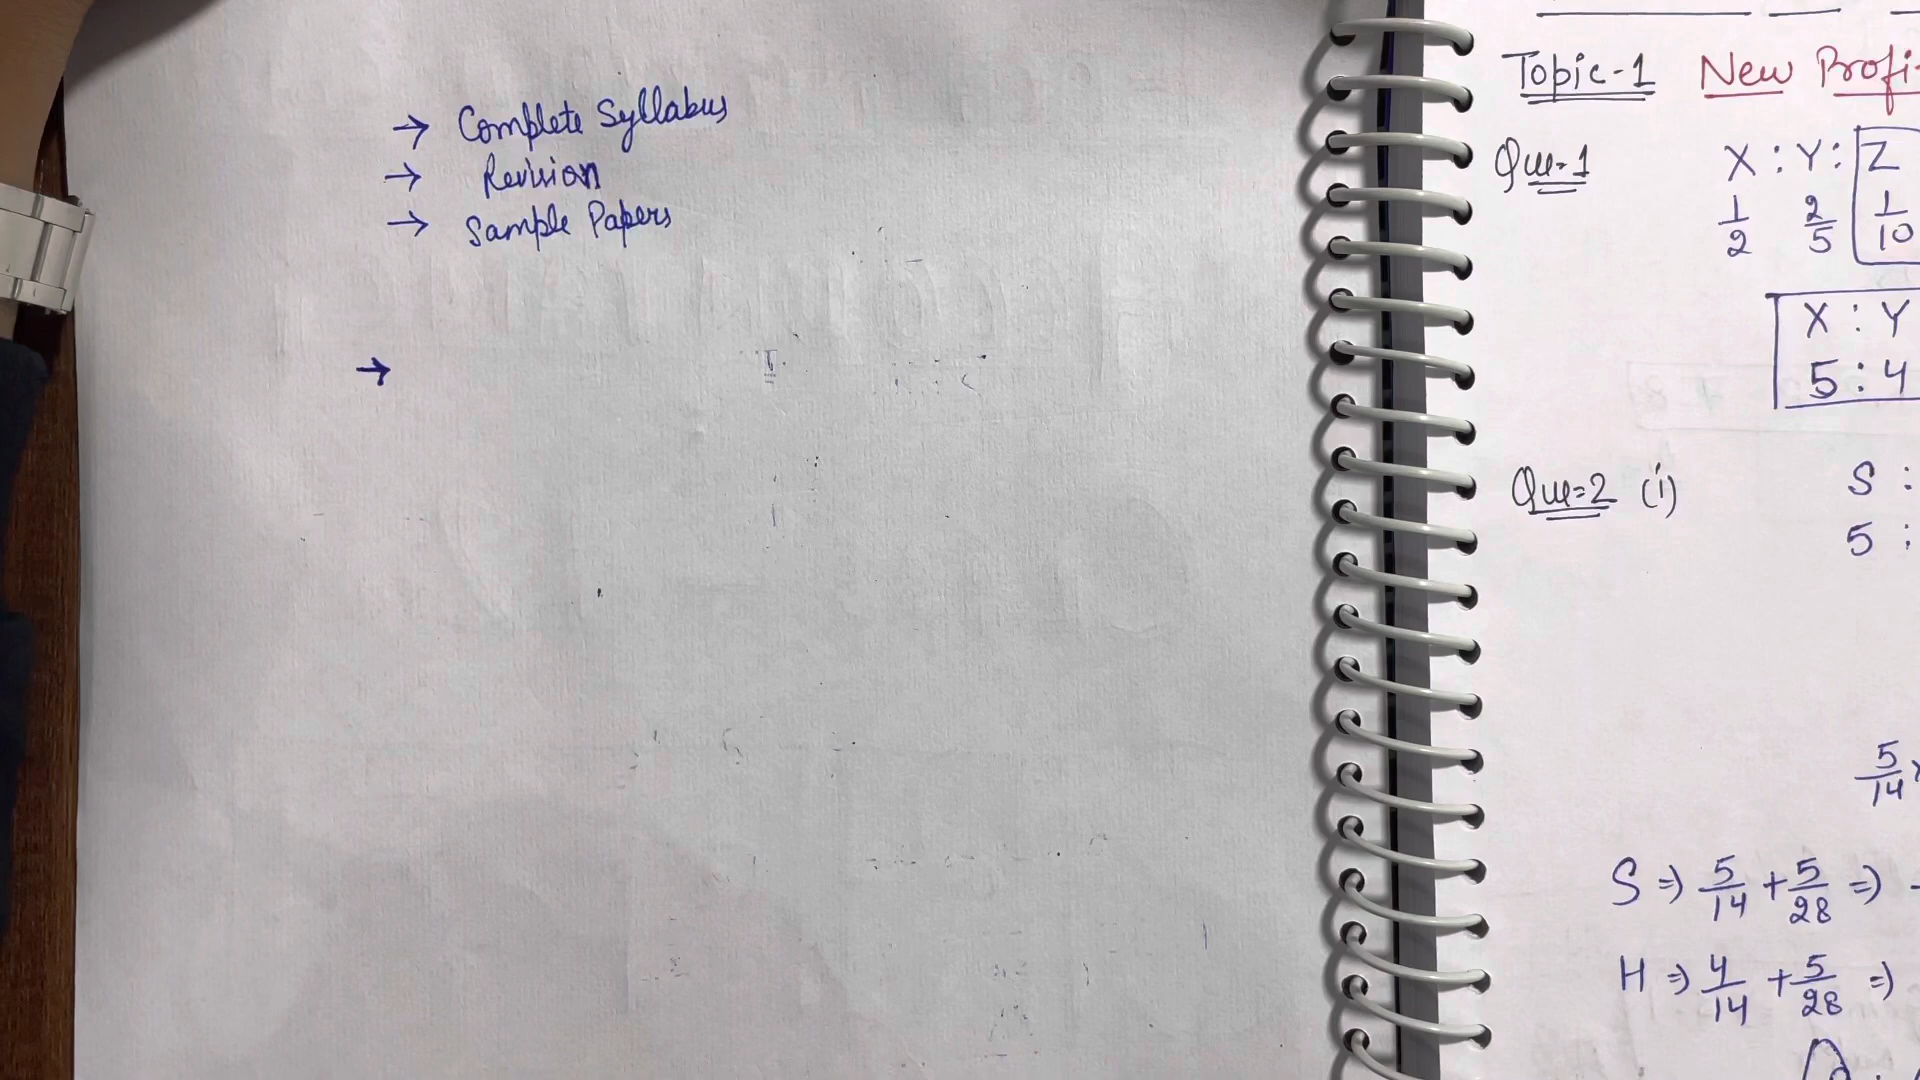 → Complete Syllabus
→ Revision
→ Sample Papers
→
Topic-1 New
Que-1 X : Y : Z
1/2 2/5 1/10
X : Y
5 : 4
Que=2 (i) S :
5 :
5/14
S ⇒ 5/14 + 5/28 ⇒
H ⇒ 4/14 + 5/28 ⇒